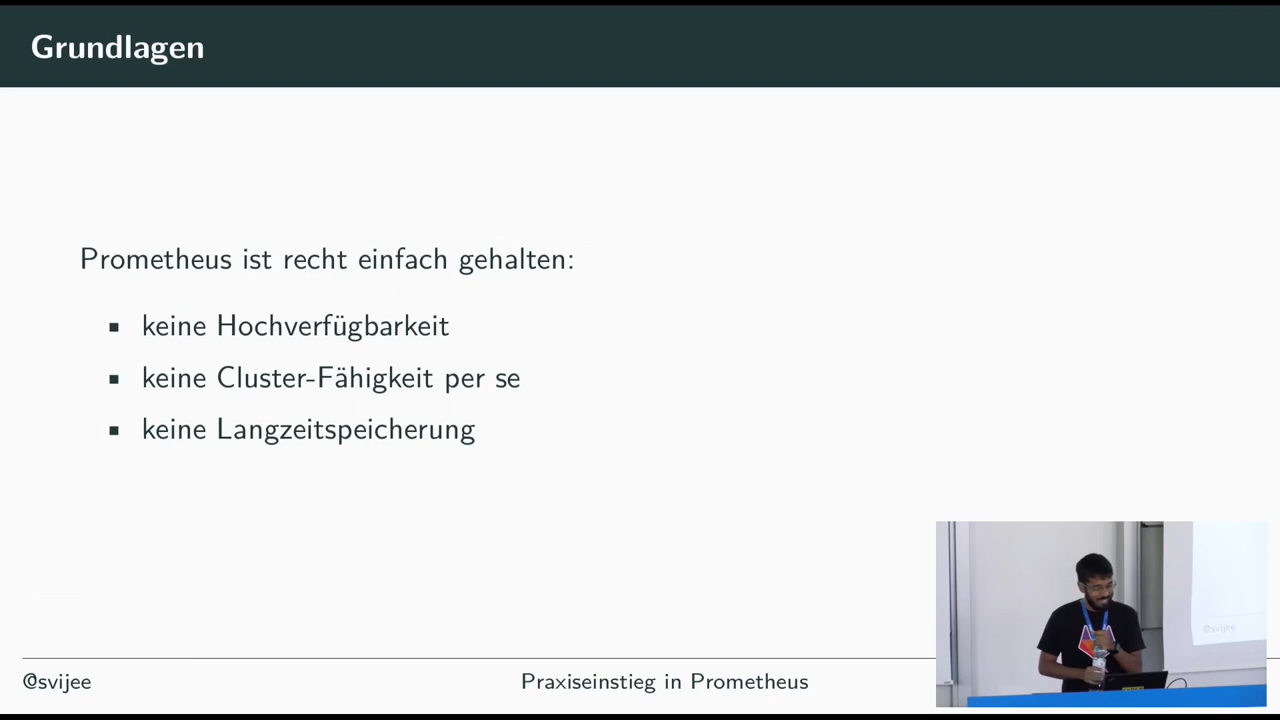 Grundlagen
Prometheus ist recht einfach gehalten:
▪ keine Hochverfügbarkeit
▪ keine Cluster-Fähigkeit per se
▪ keine Langzeitspeicherung
@svijee
Praxiseinstieg in Prometheus
@svijee